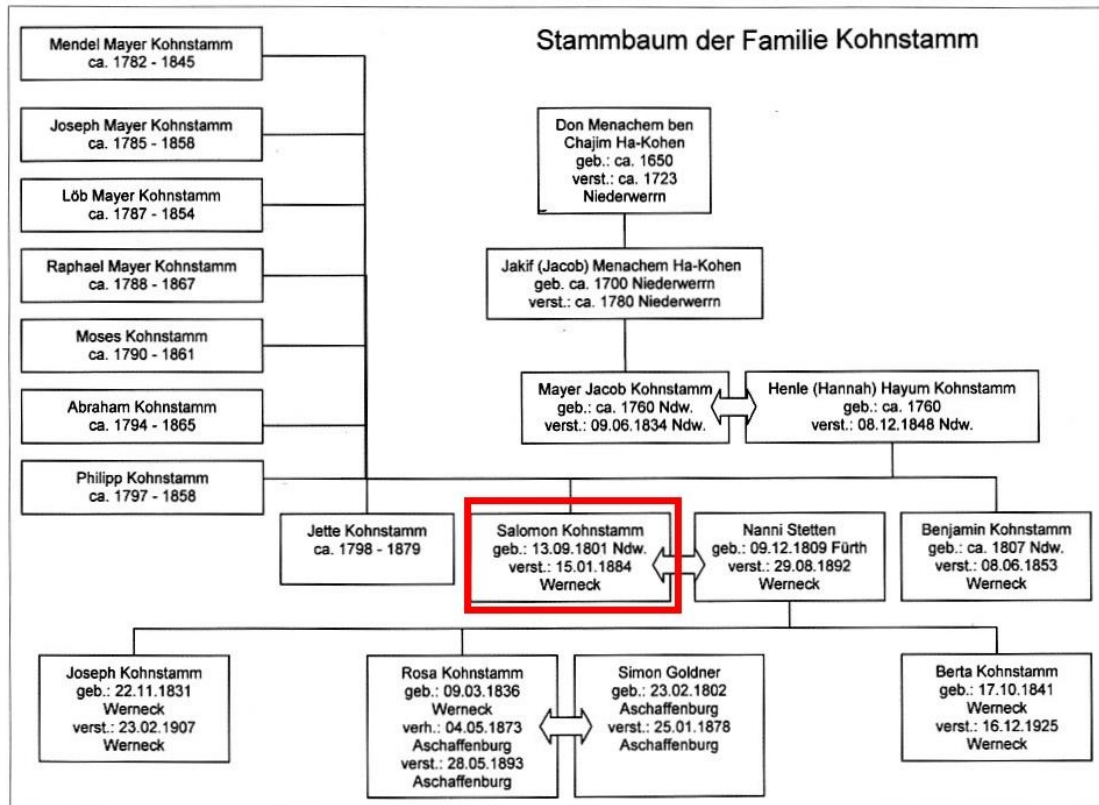 Stammbaum der Familie Kohnstamm
Mendel Mayer Kohnstamm
ca. 1782 - 1845
Joseph Mayer Kohnstamm
ca. 1785 - 1858
Löb Mayer Kohnstamm
ca. 1787 - 1854
Raphael Mayer Kohnstamm
ca. 1788 - 1867
Moses Kohnstamm
ca. 1790 - 1861
Abraham Kohnstamm
ca. 1794 - 1865
Philipp Kohnstamm
ca. 1797 - 1858
Don Menachem ben
Chajim Ha-Kohen
geb.: ca. 1650
verst.: ca. 1723
Niederwerrn
Jakif (Jacob) Menachem Ha-Kohen
geb. ca. 1700 Niederwerrn
verst.: ca. 1780 Niederwerrn
Mayer Jacob Kohnstamm
geb.: ca. 1760 Ndw.
verst.: 09.06.1834 Ndw.
Henle (Hannah) Hayum Kohnstamm
geb.: ca. 1760
verst.: 08.12.1848 Ndw.
Jette Kohnstamm
ca. 1798 - 1879
Salomon Kohnstamm
geb.: 13.09.1801 Ndw.
verst.: 15.01.1884
Werneck
Nanni Stetten
geb.: 09.12.1809 Fürth
verst.: 29.08.1892
Werneck
Benjamin Kohnstamm
geb.: ca. 1807 Ndw.
verst.: 08.06.1853
Werneck
Joseph Kohnstamm
geb.: 22.11.1831
Werneck
verst.: 23.02.1907
Werneck
Rosa Kohnstamm
geb.: 09.03.1836
Werneck
verh.: 04.05.1873
Aschaffenburg
verst.: 28.05.1893
Aschaffenburg
Simon Goldner
geb.: 23.02.1802
Aschaffenburg
verst.: 25.01.1878
Aschaffenburg
Berta Kohnstamm
geb.: 17.10.1841
Werneck
verst.: 16.12.1925
Werneck